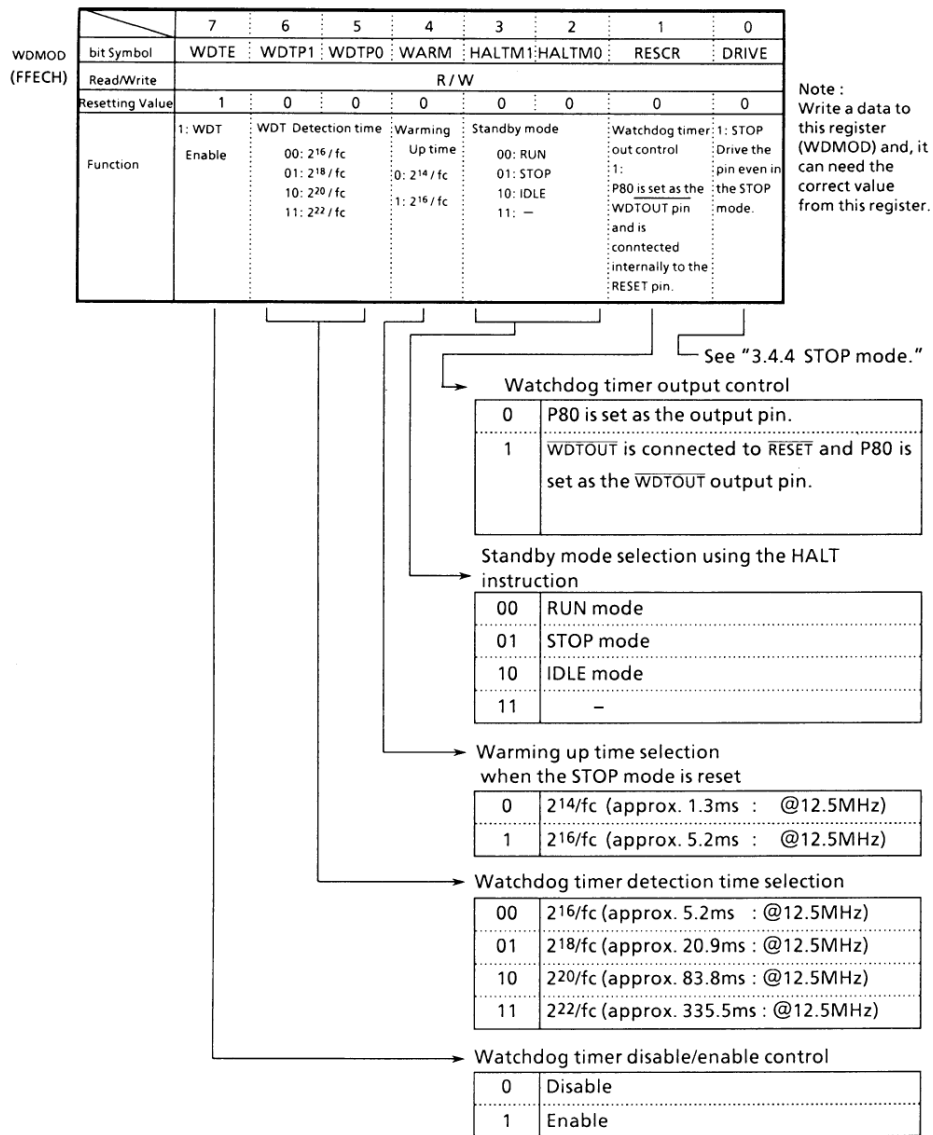 7 6 5 4 3 2 1 0
WDMOD
(FFECH)
bit Symbol WDTE WDTP1 WDTP0 WARM HALTM1 HALTM0 RESCR DRIVE
Read/Write R / W
Resetting Value 1 0 0 0 0 0 0 0
Function
1: WDT
Enable
WDT Detection time
00: 2¹⁶ / fc
01: 2¹⁸ / fc
10: 2²⁰ / fc
11: 2²² / fc
Warming
Up time
0: 2¹⁴ / fc
1: 2¹⁶ / fc
Standby mode
00: RUN
01: STOP
10: IDLE
11: –
Watchdog timer
out control
1:
P80 is set as the
WDTOUT pin
and is
conntected
internally to the
RESET pin.
1: STOP
Drive the
pin even in
the STOP
mode.
Note :
Write a data to
this register
(WDMOD) and, it
can need the
correct value
from this register.
See "3.4.4 STOP mode."
Watchdog timer output control
0 P80 is set as the output pin.
1 WDTOUT is connected to RESET and P80 is
set as the WDTOUT output pin.
Standby mode selection using the HALT
instruction
00 RUN mode
01 STOP mode
10 IDLE mode
11 –
Warming up time selection
when the STOP mode is reset
0 2¹⁴/fc (approx. 1.3ms : @12.5MHz)
1 2¹⁶/fc (approx. 5.2ms : @12.5MHz)
Watchdog timer detection time selection
00 2¹⁶/fc (approx. 5.2ms : @12.5MHz)
01 2¹⁸/fc (approx. 20.9ms : @12.5MHz)
10 2²⁰/fc (approx. 83.8ms : @12.5MHz)
11 2²²/fc (approx. 335.5ms : @12.5MHz)
Watchdog timer disable/enable control
0 Disable
1 Enable